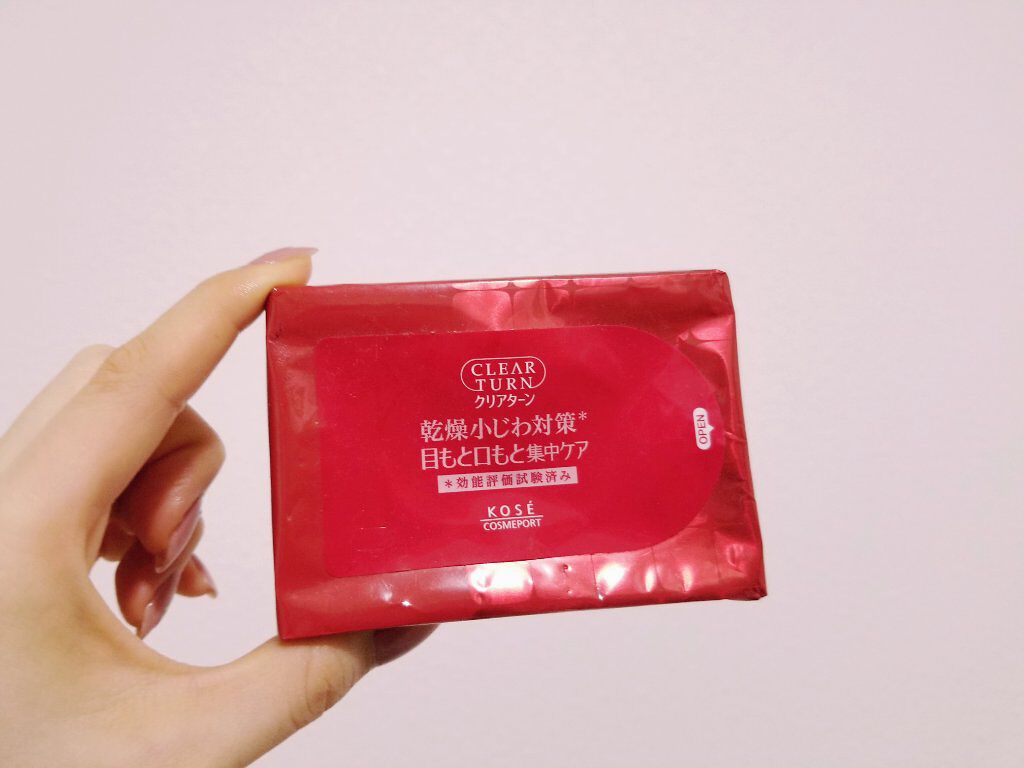 CLEAR
TURN
クリアターン
乾燥小じわ対策*
目もと口もと集中ケア
*効能評価試験済み
KOSÉ
COSMEPORT
OPEN